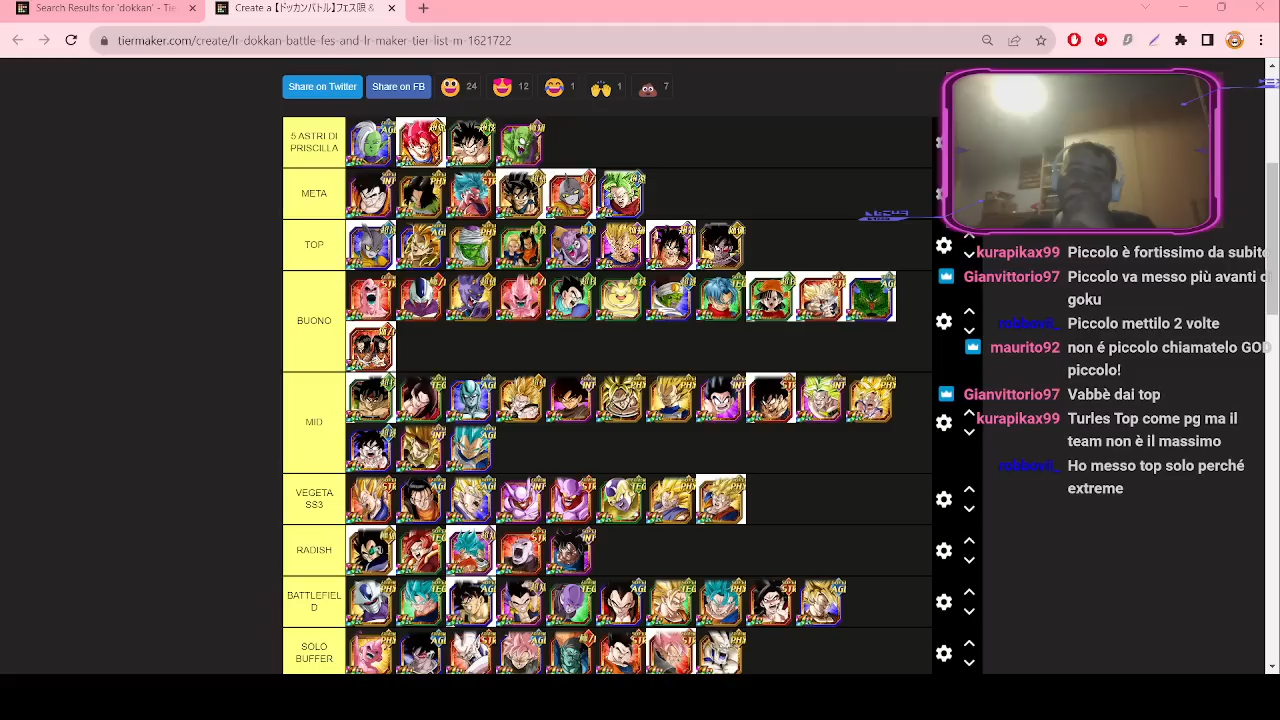 Search Results for 'dokkan' - Tie
Create a 【ドッカンバトル】フェス限 &
tiermaker.com/create/lr-dokkan-battle-fes-and-lr-maker-tier-list-m-1621722
Share on Twitter
Share on FB
24
12
1
1
7
5 ASTRI DI
PRISCILLA
META
TOP
BUONO
MID
VEGETA
SS3
RADISH
BATTLEFIEL
D
SOLO
BUFFER
kurapikax99 Piccolo è fortissimo da subito
Gianvittorio97 Piccolo va messo più avanti di
goku
robbovii_ Piccolo mettilo 2 volte
maurito92 non é piccolo chiamatelo GOD
piccolo!
Gianvittorio97 Vabbè dai top
kurapikax99 Turles Top come pg ma il
team non è il massimo
robbovii_ Ho messo top solo perché
extreme